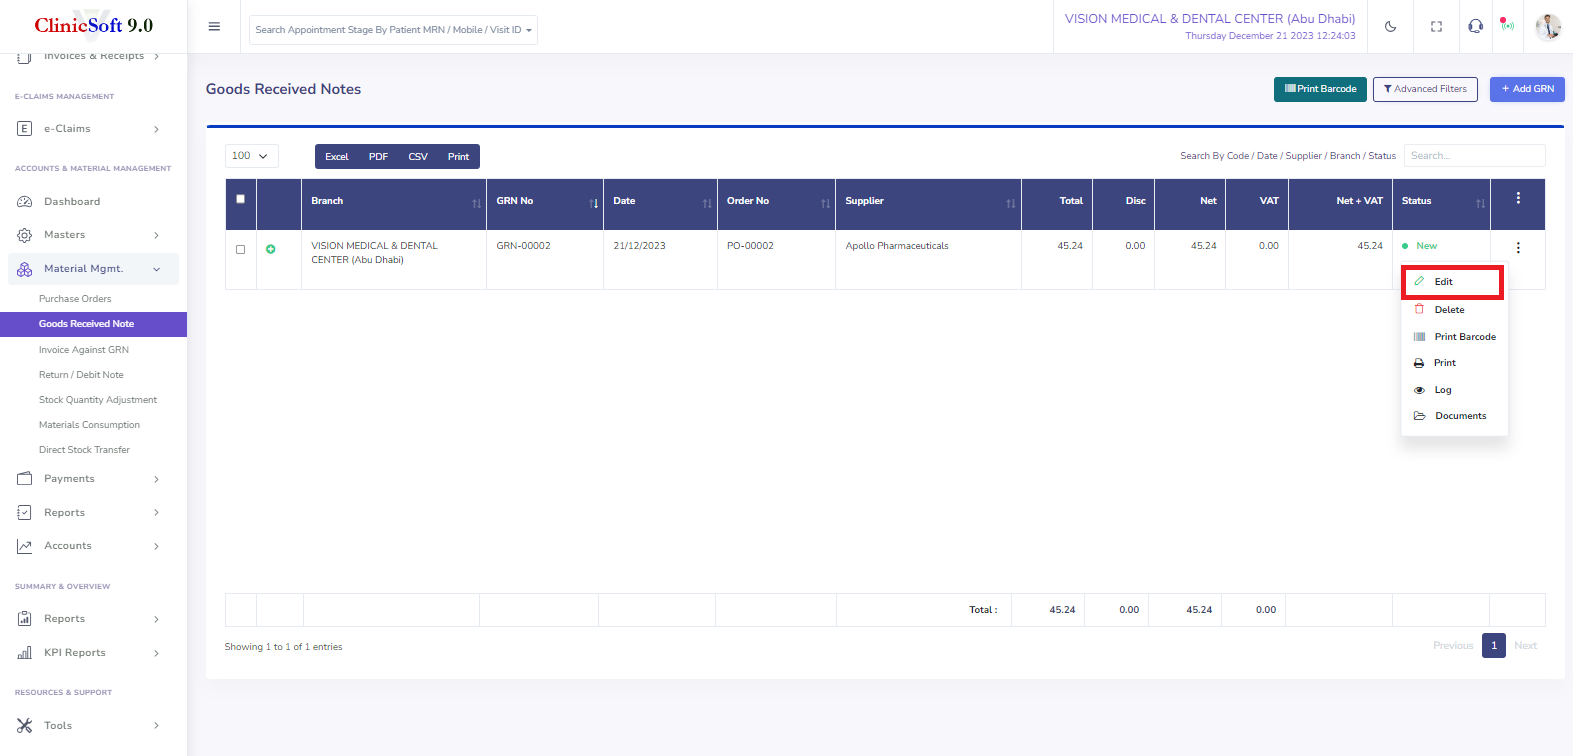 ClinicSoft 9.0
Search Appointment Stage By Patient MRN / Mobile / Visit ID
VISION MEDICAL & DENTAL CENTER (Abu Dhabi)
Thursday December 21 2023 12:24:03
Invoices & Receipts
E-CLAIMS MANAGEMENT
E e-Claims
ACCOUNTS & MATERIAL MANAGEMENT
Dashboard
Masters
Material Mgmt.
Purchase Orders
Goods Received Note
Invoice Against GRN
Return / Debit Note
Stock Quantity Adjustment
Materials Consumption
Direct Stock Transfer
Payments
Reports
Accounts
SUMMARY & OVERVIEW
Reports
KPI Reports
RESOURCES & SUPPORT
Tools
Goods Received Notes
Print Barcode
Advanced Filters
+ Add GRN
100
Excel PDF CSV Print
Search By Code / Date / Supplier / Branch / Status
Search...
Branch GRN No Date Order No Supplier Total Disc Net VAT Net + VAT Status
VISION MEDICAL & DENTAL GRN-00002 21/12/2023 PO-00002 Apollo Pharmaceuticals 45.24 0.00 45.24 0.00 45.24 New
CENTER (Abu Dhabi)
Edit
Delete
Print Barcode
Print
Log
Documents
Total : 45.24 0.00 45.24 0.00
Showing 1 to 1 of 1 entries
Previous 1 Next